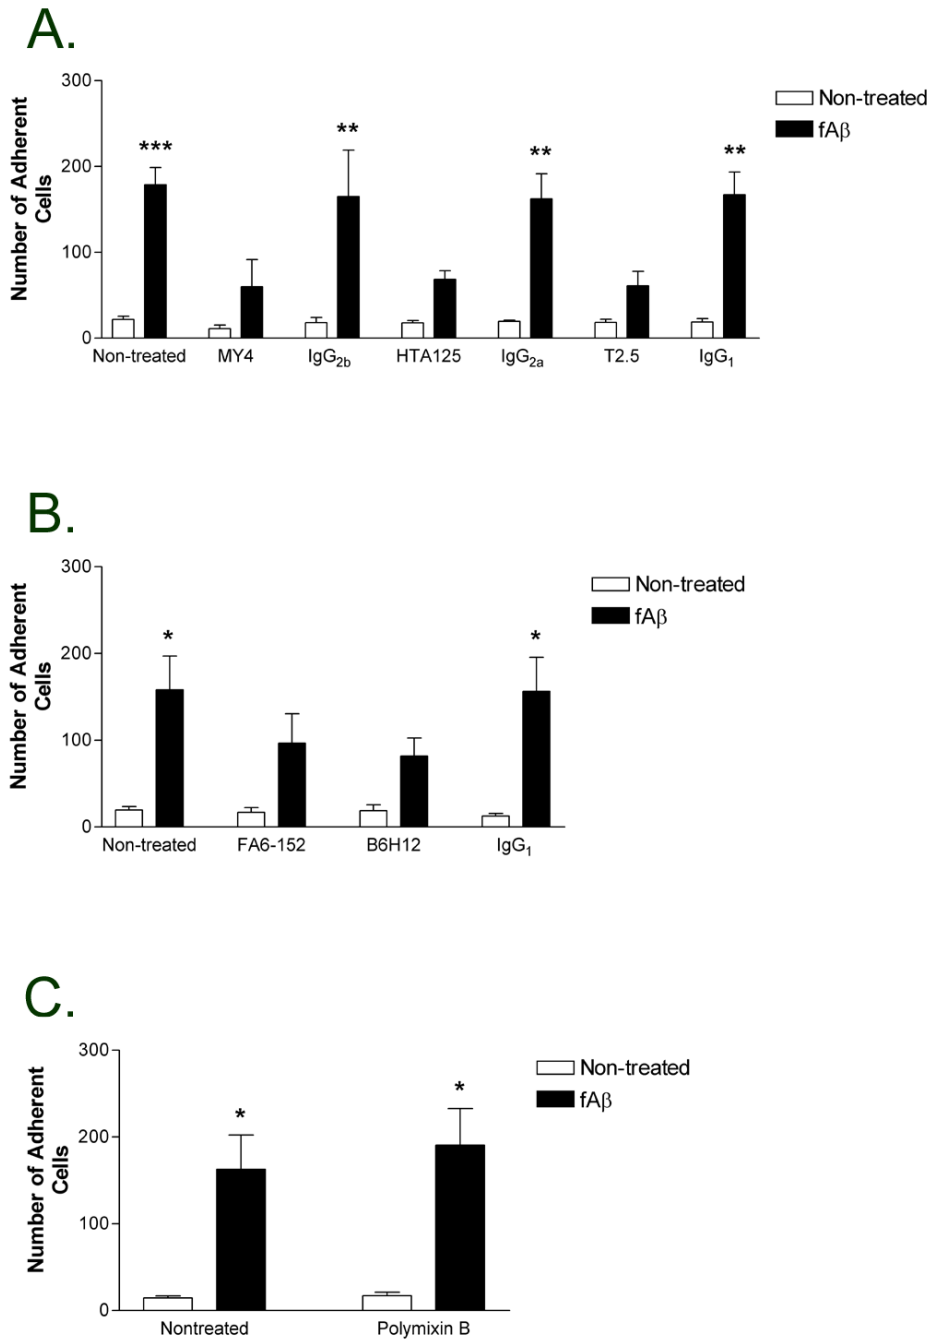 A.
300
200
100
0
Number of Adherent
Cells
*** ** ** **
Non-treated MY4 IgG2b HTA125 IgG2a T2.5 IgG1
Non-treated
fAβ
B.
300
200
100
0
Number of Adherent
Cells
* *
Non-treated FA6-152 B6H12 IgG1
Non-treated
fAβ
C.
300
200
100
0
Number of Adherent
Cells
* *
Nontreated Polymixin B
Non-treated
fAβ